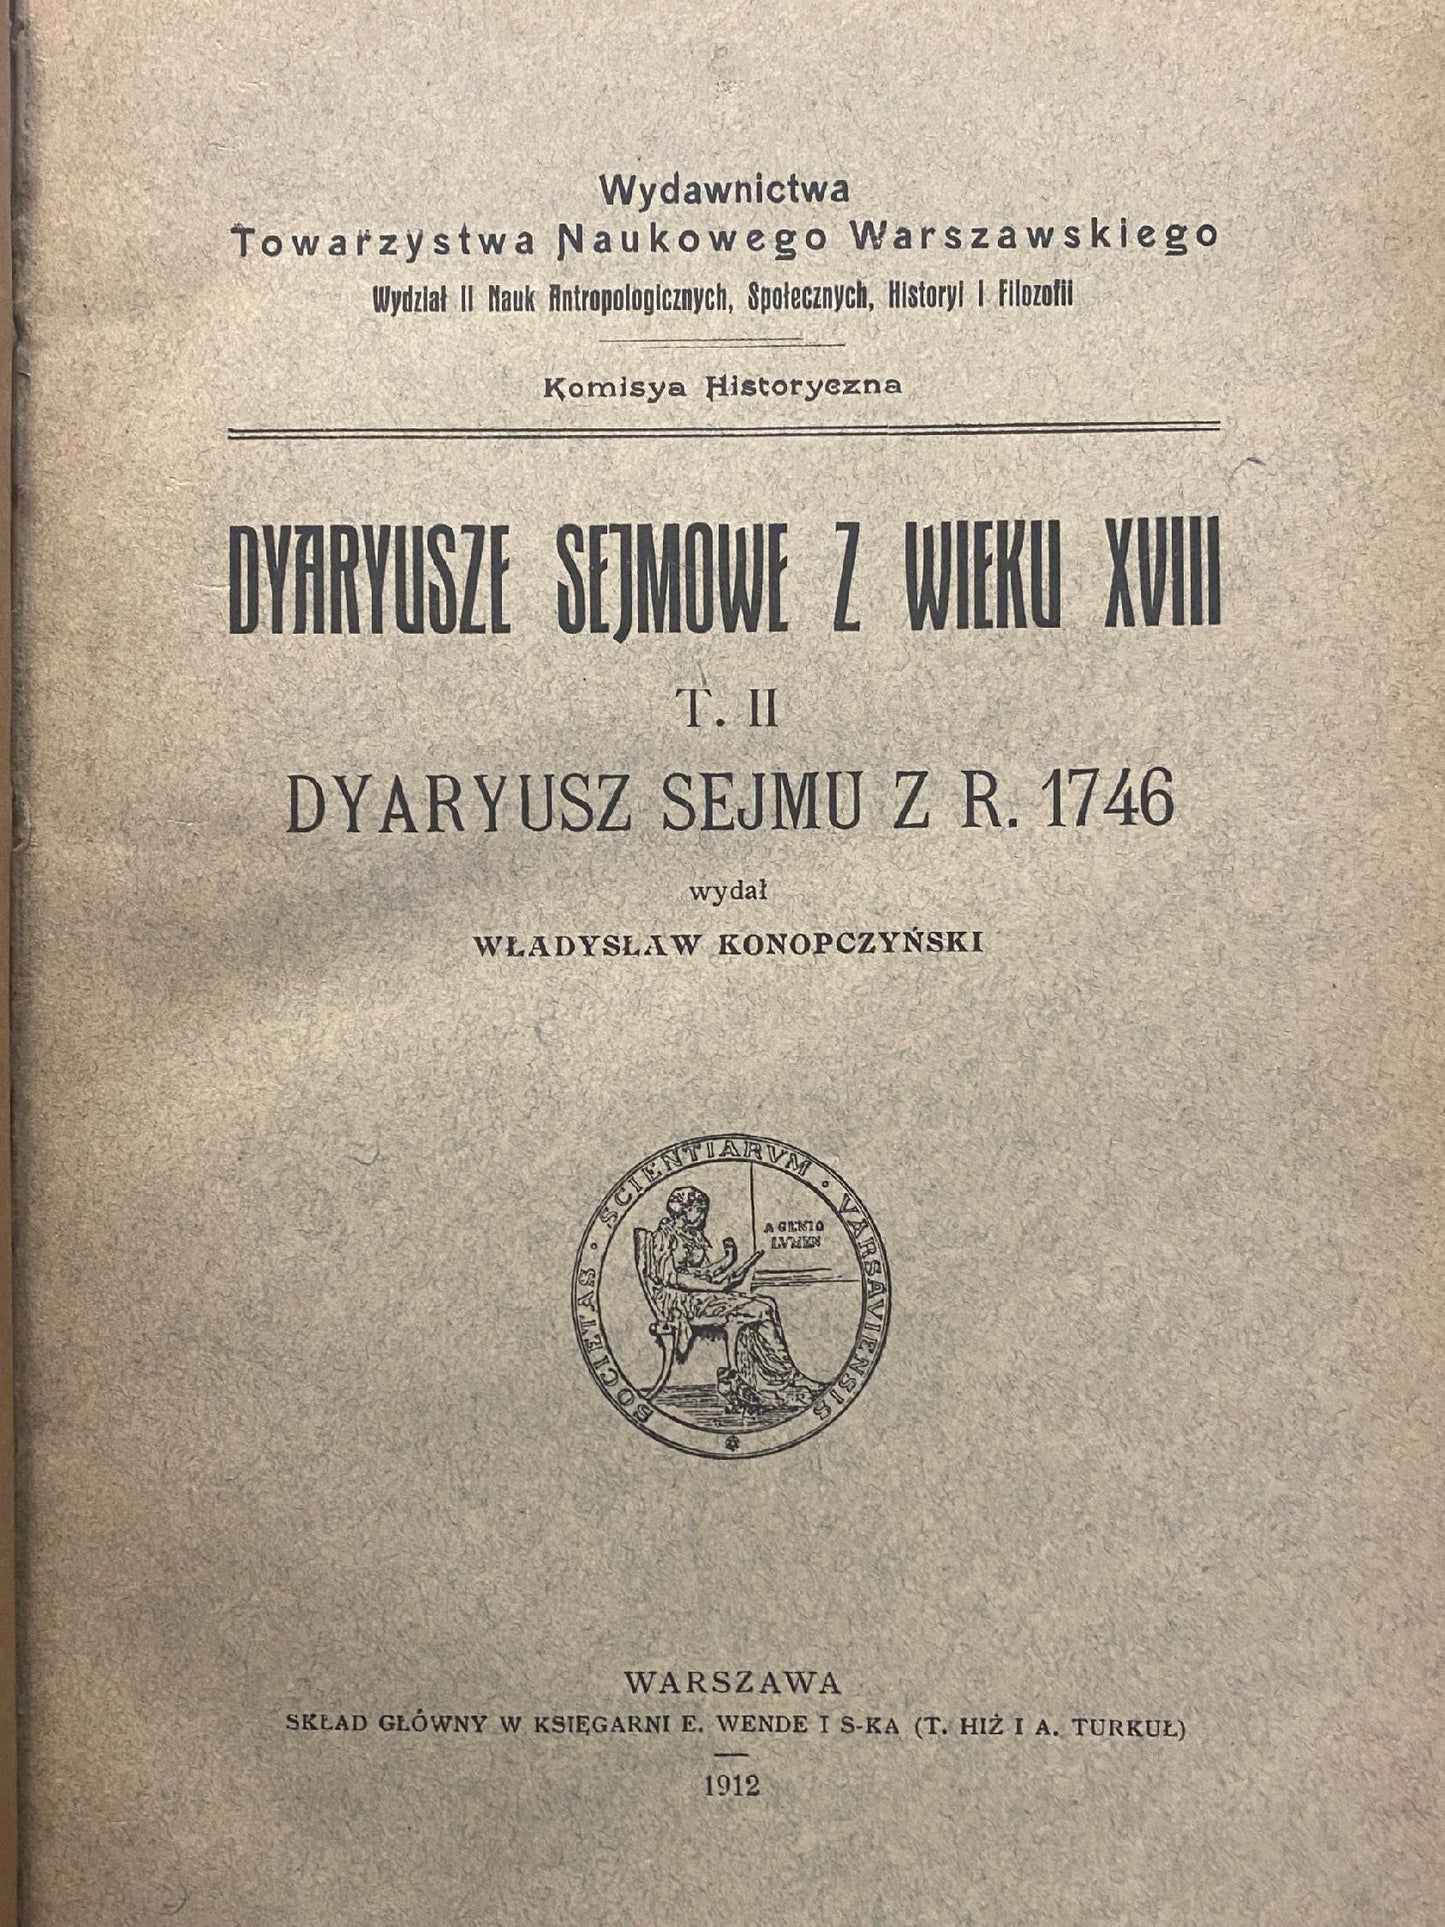 Wydawnictwa
Towarzystwa Naukowego Warszawskiego
Wydział II Nauk Antropologicznych, Społecznych, Historyi i Filozofii
Komisya Historyczna
DYARYUSZE SEJMOWE Z WIEKU XVIII
T. II
DYARYUSZ SEJMU Z R. 1746
wydał
WŁADYSŁAW KONOPCZYŃSKI
SOCIETAS · SCIENTIARVM · VARSAVIENSIS
A GENIO
LVMEN
WARSZAWA
SKŁAD GŁÓWNY W KSIĘGARNI E. WENDE I S-KA (T. HIŻ I A. TURKUŁ)
1912